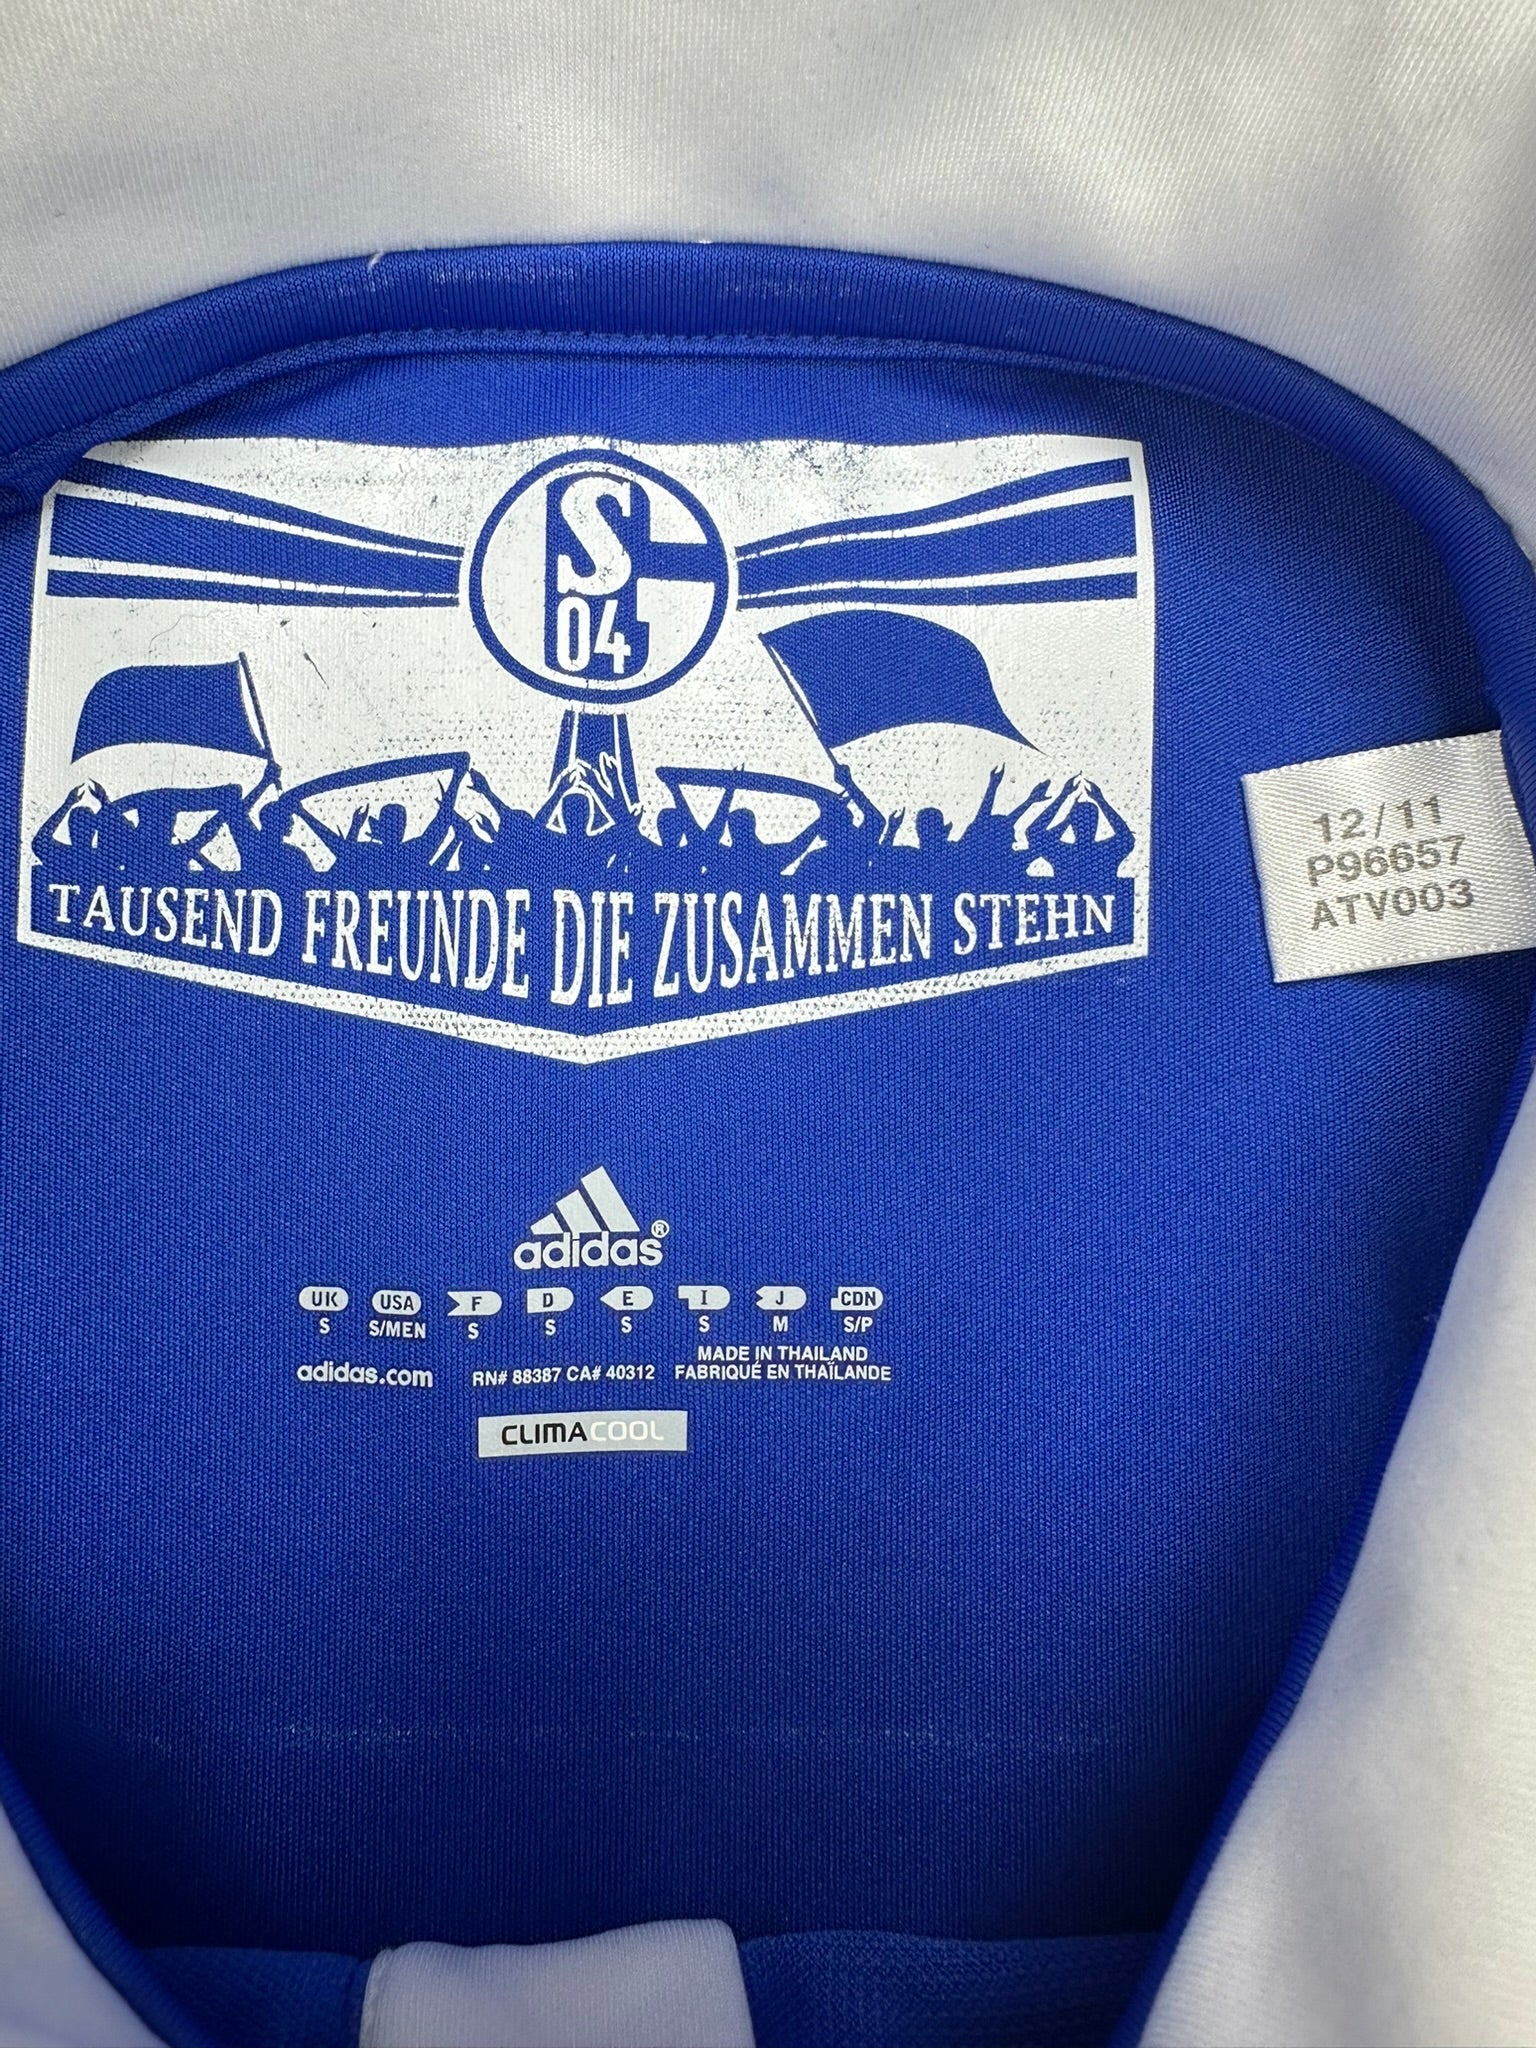 S
04
TAUSEND FREUNDE DIE ZUSAMMEN STEHN
12/11
P96657
ATV003
adidas®
UK USA F D E I J CDN
S S/MEN S S S S M S/P
adidas.com RN# 88387 CA# 40312 MADE IN THAILAND
FABRIQUÉ EN THAÏLANDE
CLIMACOOL